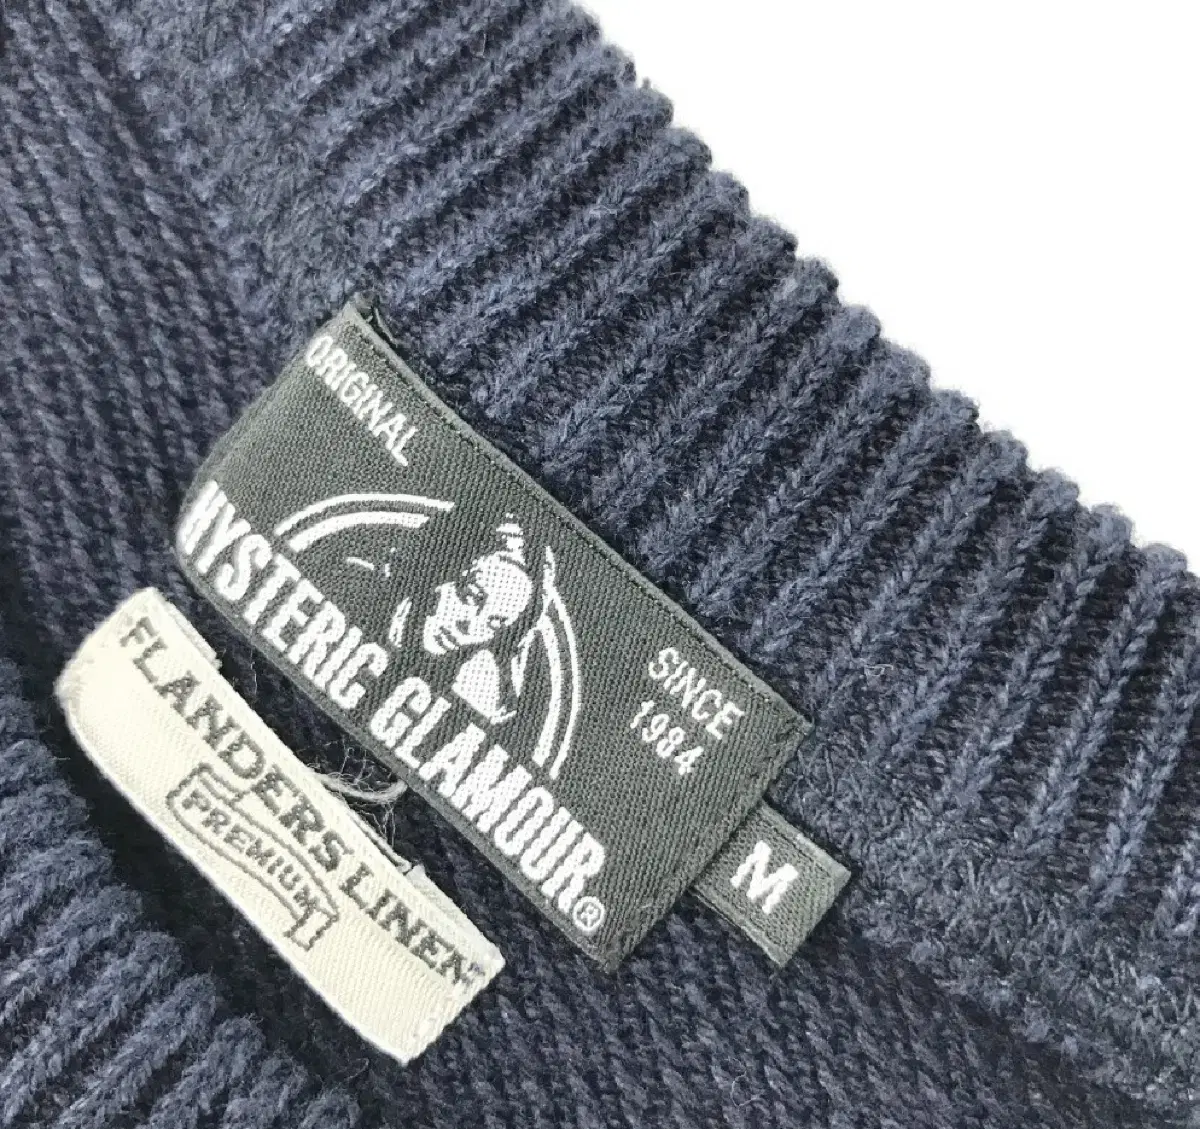 ORIGINAL
SINCE
1984
HYSTERIC GLAMOUR®
M
FLANDERS LINEN
PREMIUM